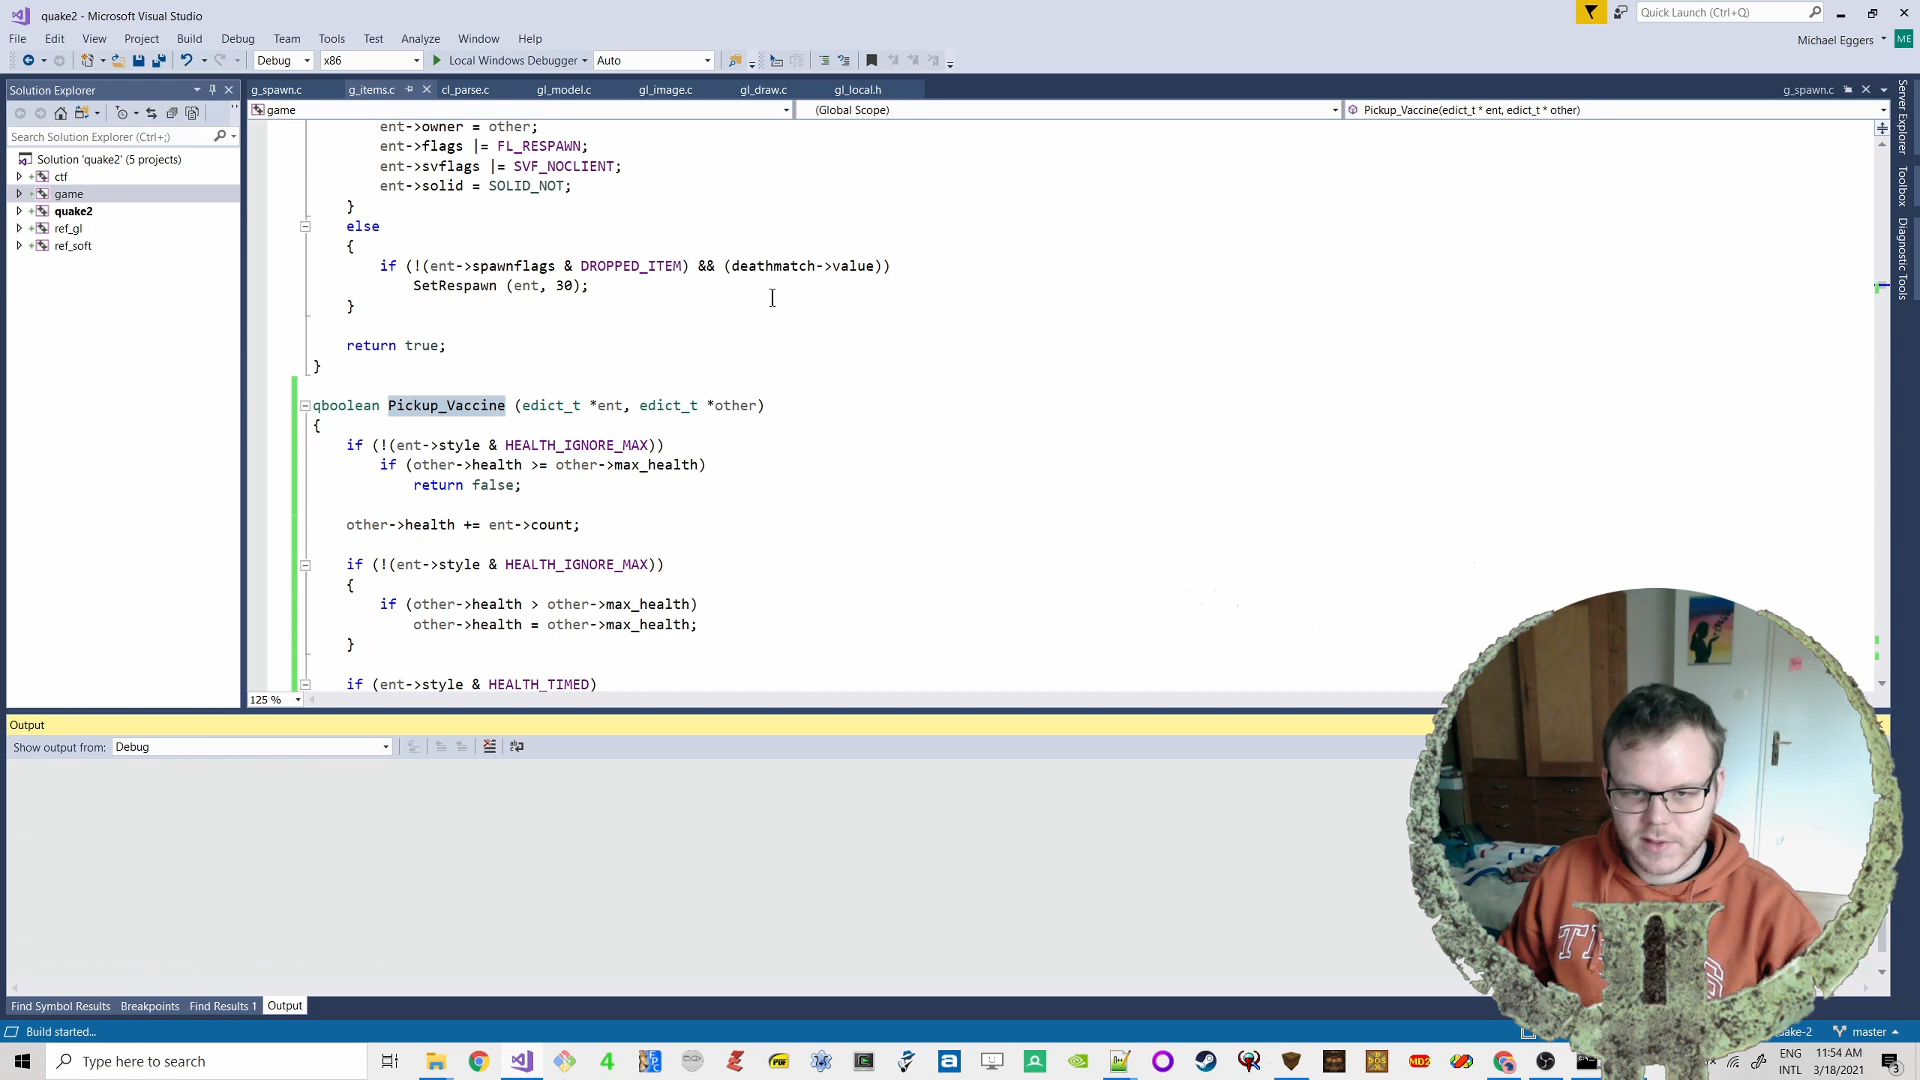 quake2 - Microsoft Visual Studio
Quick Launch (Ctrl+Q)
File Edit View Project Build Debug Team Tools Test Analyze Window Help
Michael Eggers ME
Debug x86 Local Windows Debugger Auto
Solution Explorer
g_spawn.c g_items.c cl_parse.c gl_model.c gl_image.c gl_draw.c gl_local.h g_spawn.c
game (Global Scope) Pickup_Vaccine(edict_t * ent, edict_t * other)
Search Solution Explorer (Ctrl+;)
Solution 'quake2' (5 projects)
ctf
game
quake2
ref_gl
ref_soft
ent->owner = other;
ent->flags |= FL_RESPAWN;
ent->svflags |= SVF_NOCLIENT;
ent->solid = SOLID_NOT;
}
else
{
if (!(ent->spawnflags & DROPPED_ITEM) && (deathmatch->value))
SetRespawn (ent, 30);
}
return true;
}
qboolean Pickup_Vaccine (edict_t *ent, edict_t *other)
{
if (!(ent->style & HEALTH_IGNORE_MAX))
if (other->health >= other->max_health)
return false;
other->health += ent->count;
if (!(ent->style & HEALTH_IGNORE_MAX))
{
if (other->health > other->max_health)
other->health = other->max_health;
}
if (ent->style & HEALTH_TIMED)
125 %
Server Explorer
Toolbox
Diagnostic Tools
Output
Show output from: Debug
Find Symbol Results Breakpoints Find Results 1 Output
Build started... master
Type here to search
ENG
INTL
11:54 AM
3/18/2021
3